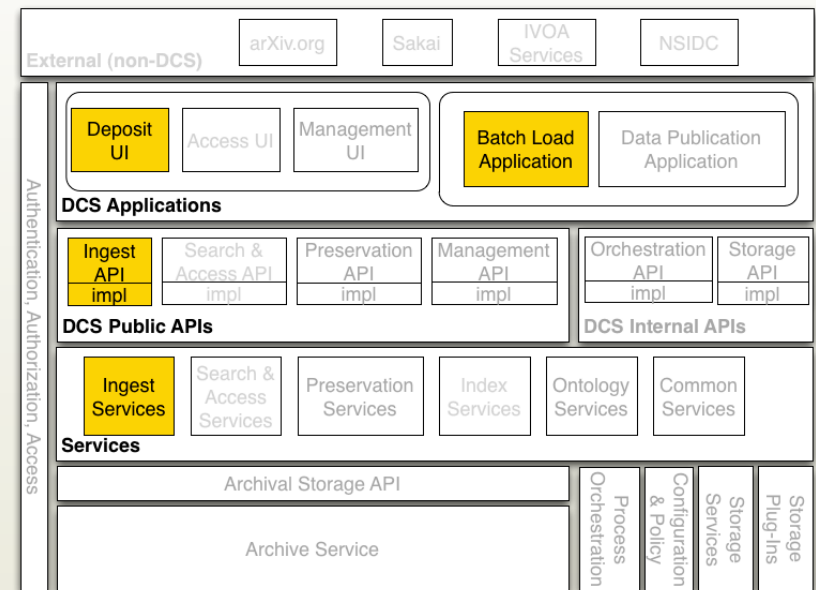 arXiv.org
Sakai
IVOA
Services
NSIDC
External (non-DCS)
Authentication, Authorization, Access
Deposit
UI
Access UI
Management
UI
Batch Load
Application
Data Publication
Application
DCS Applications
Ingest
API
impl
Search &
Access API
impl
Preservation
API
impl
Management
API
impl
DCS Public APIs
Orchestration
API
impl
Storage
API
impl
DCS Internal APIs
Ingest
Services
Search &
Access
Services
Preservation
Services
Index
Services
Ontology
Services
Common
Services
Services
Archival Storage API
Archive Service
Process
Orchestration
Configuration
& Policy
Storage
Services
Storage
Plug-Ins